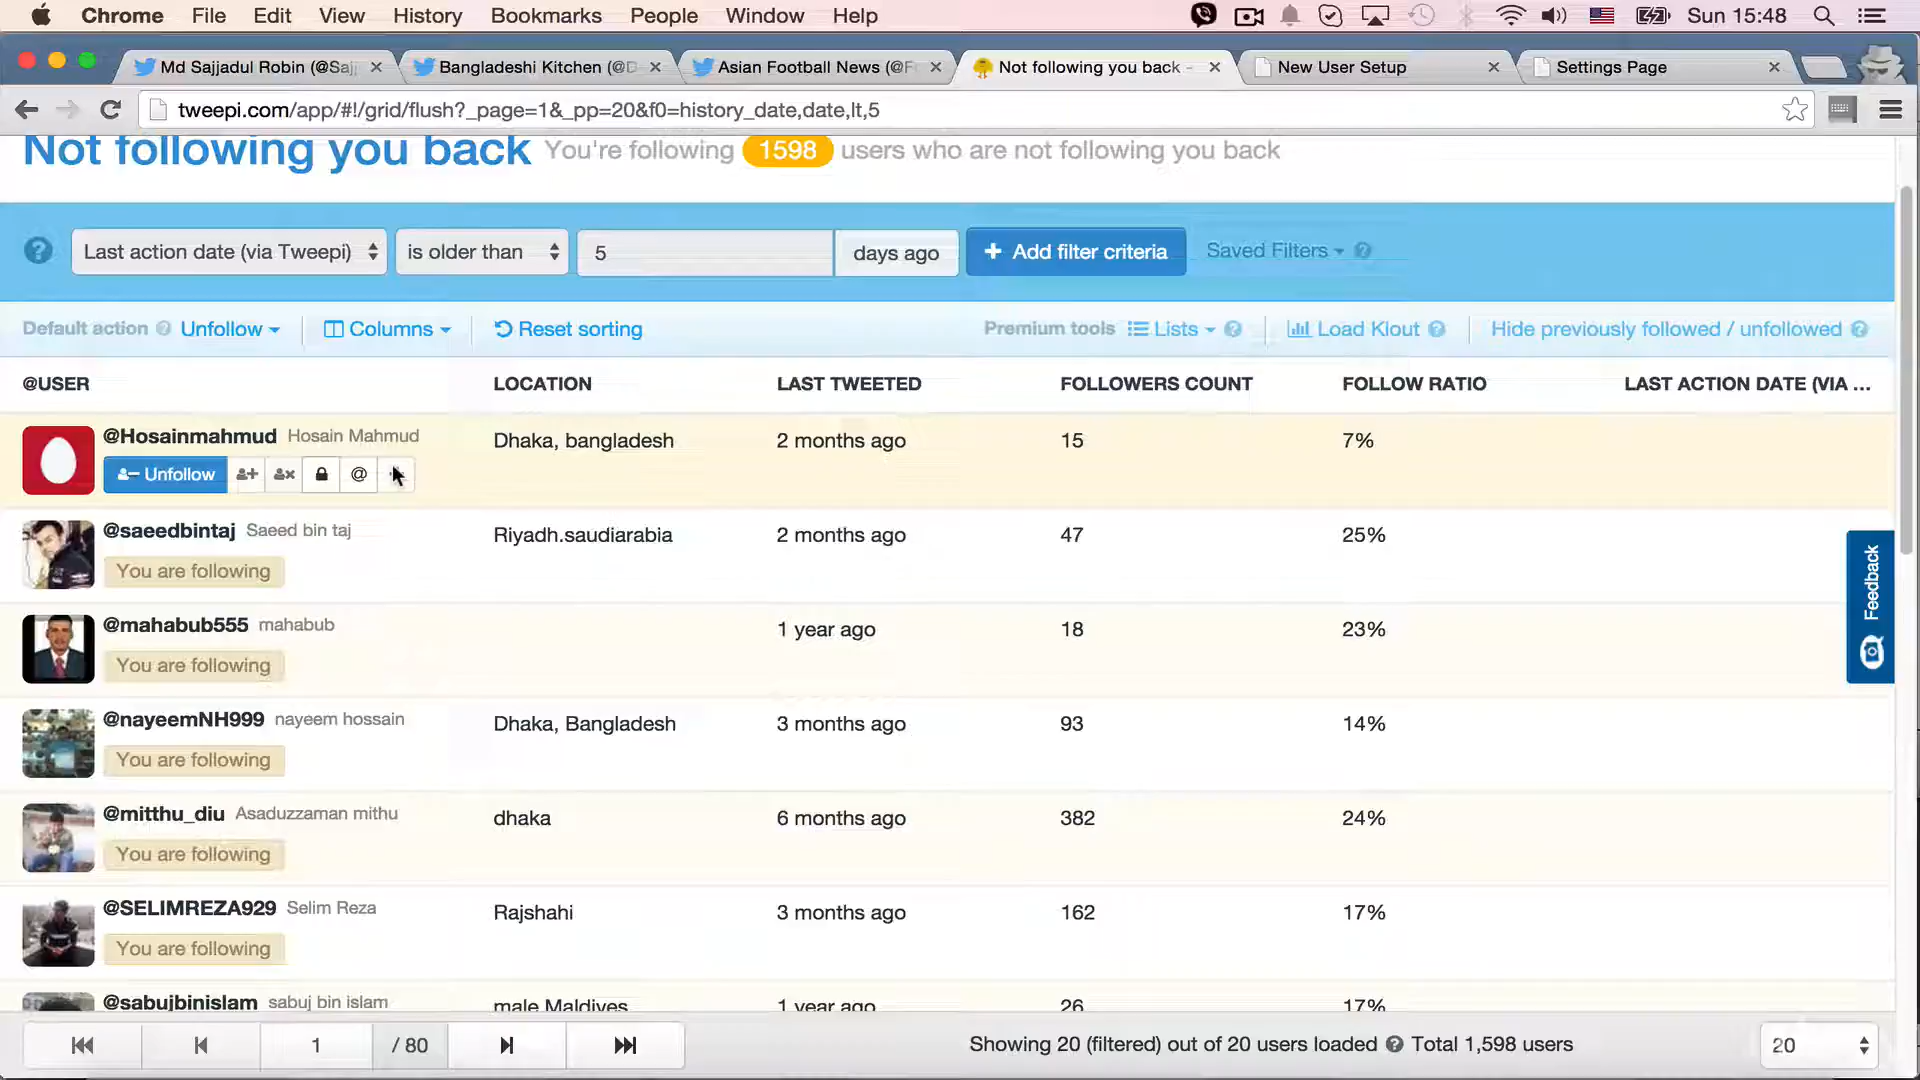 Chrome File Edit View History Bookmarks People Window Help Sun 15:48
Md Sajjadul Robin (@Saj Bangladeshi Kitchen (@D Asian Football News (@F Not following you back - New User Setup Settings Page
tweepi.com/app/#!/grid/flush?_page=1&_pp=20&f0=history_date,date,lt,5
Not following you back You're following 1598 users who are not following you back
? Last action date (via Tweepi) is older than 5 days ago + Add filter criteria Saved Filters ?
Default action ? Unfollow Columns Reset sorting Premium tools Lists ? Load Klout ? Hide previously followed / unfollowed ?
@USER LOCATION LAST TWEETED FOLLOWERS COUNT FOLLOW RATIO LAST ACTION DATE (VIA ...
@Hosainmahmud Hosain Mahmud Dhaka, bangladesh 2 months ago 15 7%
Unfollow @
@saeedbintaj Saeed bin taj Riyadh.saudiarabia 2 months ago 47 25%
You are following
Feedback
@mahabub555 mahabub 1 year ago 18 23%
You are following
@nayeemNH999 nayeem hossain Dhaka, Bangladesh 3 months ago 93 14%
You are following
@mitthu_diu Asaduzzaman mithu dhaka 6 months ago 382 24%
You are following
@SELIMREZA929 Selim Reza Rajshahi 3 months ago 162 17%
You are following
@sabujbinislam sabuj bin islam male Maldives 1 year ago 26 17%
1 / 80 Showing 20 (filtered) out of 20 users loaded ? Total 1,598 users 20